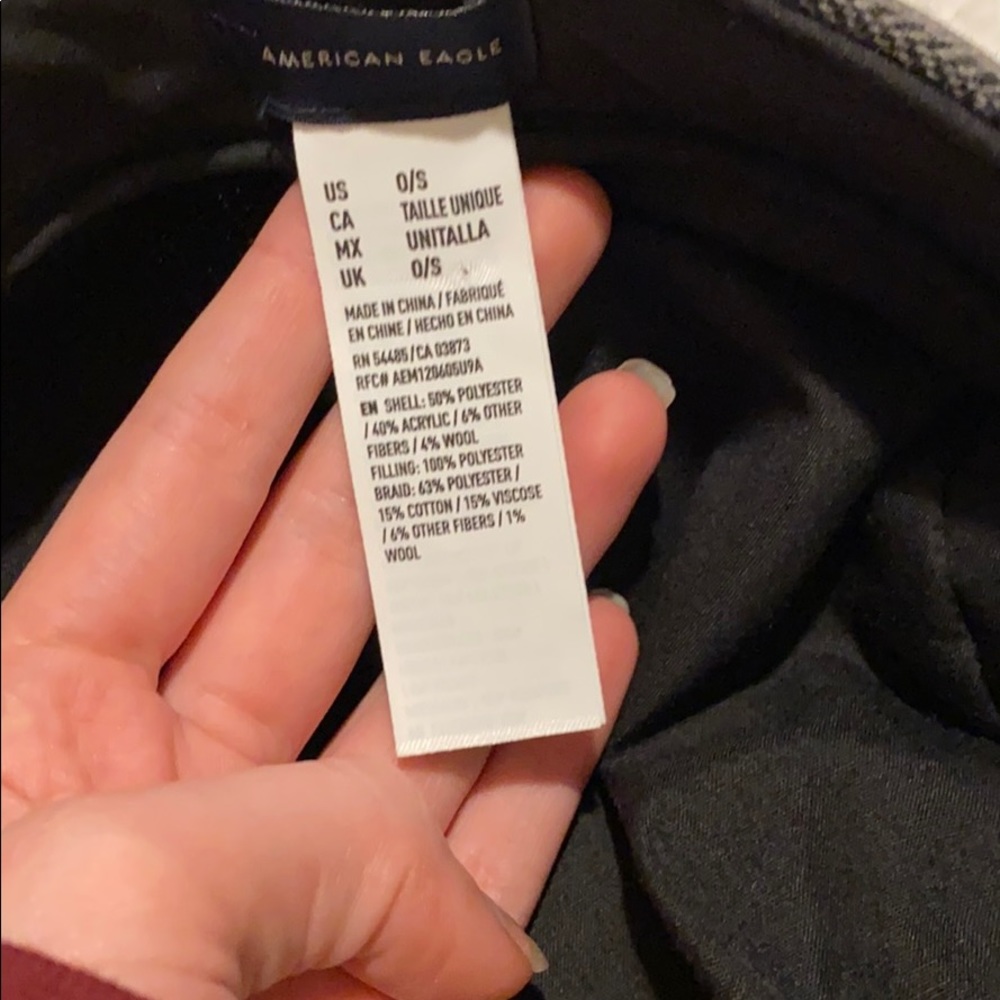 AMERICAN EAGLE
US O/S
CA TAILLE UNIQUE
MX UNITALLA
UK O/S
MADE IN CHINA / FABRIQUÉ
EN CHINE / HECHO EN CHINA
RN 54485/CA 03873
RFC# AEM120605U9A
EN SHELL: 50% POLYESTER
/ 40% ACRYLIC / 6% OTHER
FIBERS / 4% WOOL
FILLING: 100% POLYESTER
BRAID: 63% POLYESTER /
15% COTTON / 15% VISCOSE
/ 6% OTHER FIBERS / 1%
WOOL